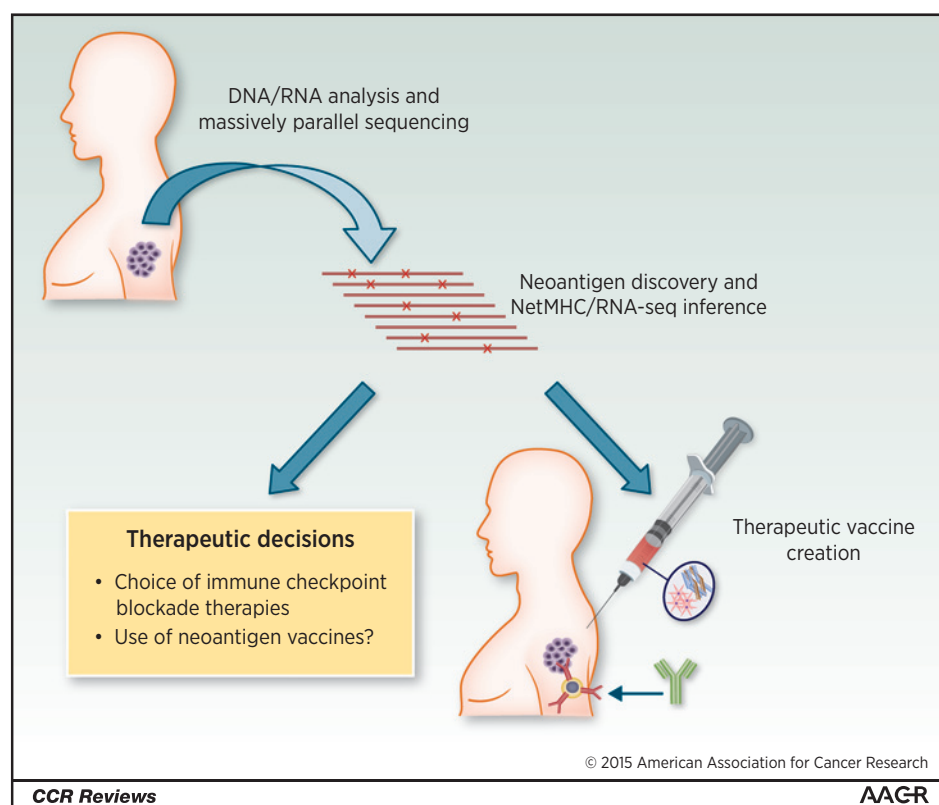 DNA/RNA analysis and
massively parallel sequencing
Neoantigen discovery and
NetMHC/RNA-seq inference
Therapeutic decisions
• Choice of immune checkpoint
blockade therapies
• Use of neoantigen vaccines?
Therapeutic vaccine
creation
© 2015 American Association for Cancer Research
CCR Reviews
AACR